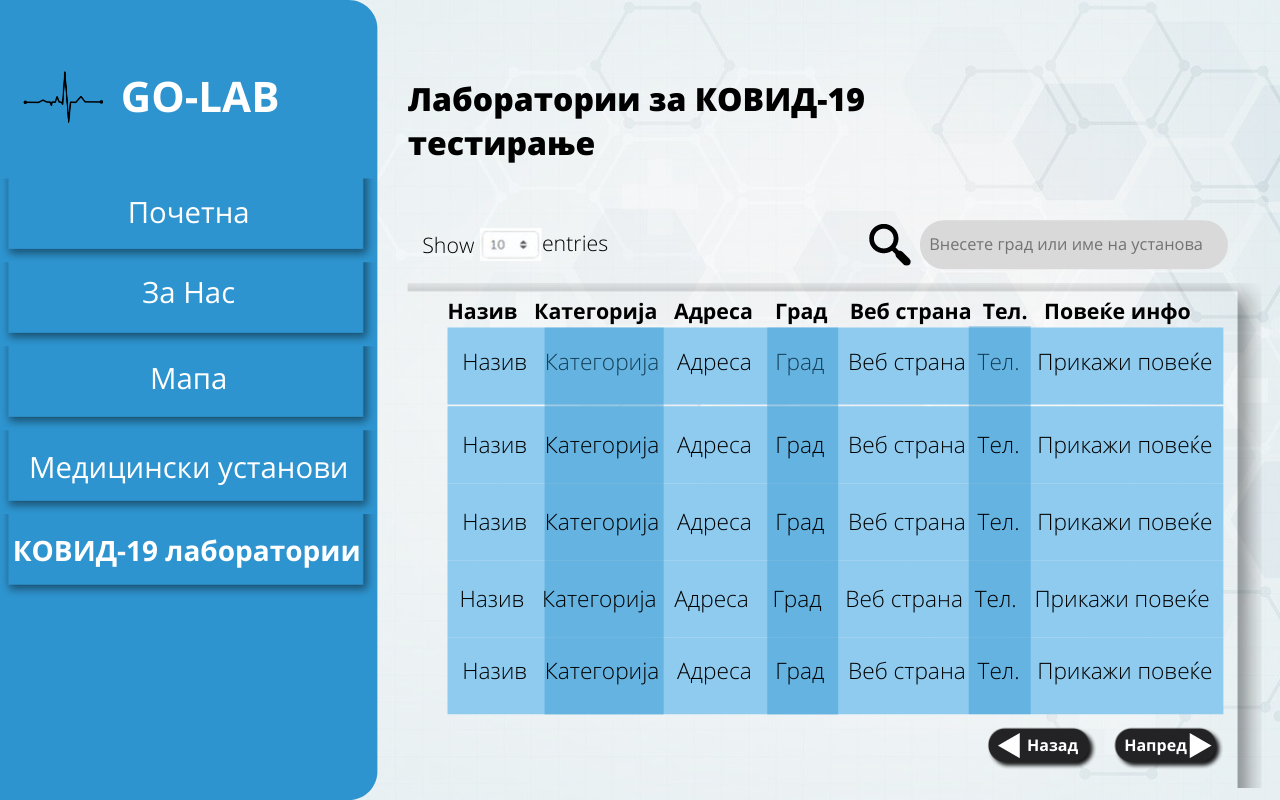 GO-LAB
Почетна
За Нас
Мапа
Медицински установи
КОВИД-19 лаборатории
Лаборатории за КОВИД-19
тестирање
Show 10 entries
Внесете град или име на установа
Назив Категорија Адреса Град Веб страна Тел. Повеќе инфо
Назив Категорија Адреса Град Веб страна Тел. Прикажи повеќе
Назив Категорија Адреса Град Веб страна Тел. Прикажи повеќе
Назив Категорија Адреса Град Веб страна Тел. Прикажи повеќе
Назив Категорија Адреса Град Веб страна Тел. Прикажи повеќе
Назив Категорија Адреса Град Веб страна Тел. Прикажи повеќе
Назад Напред